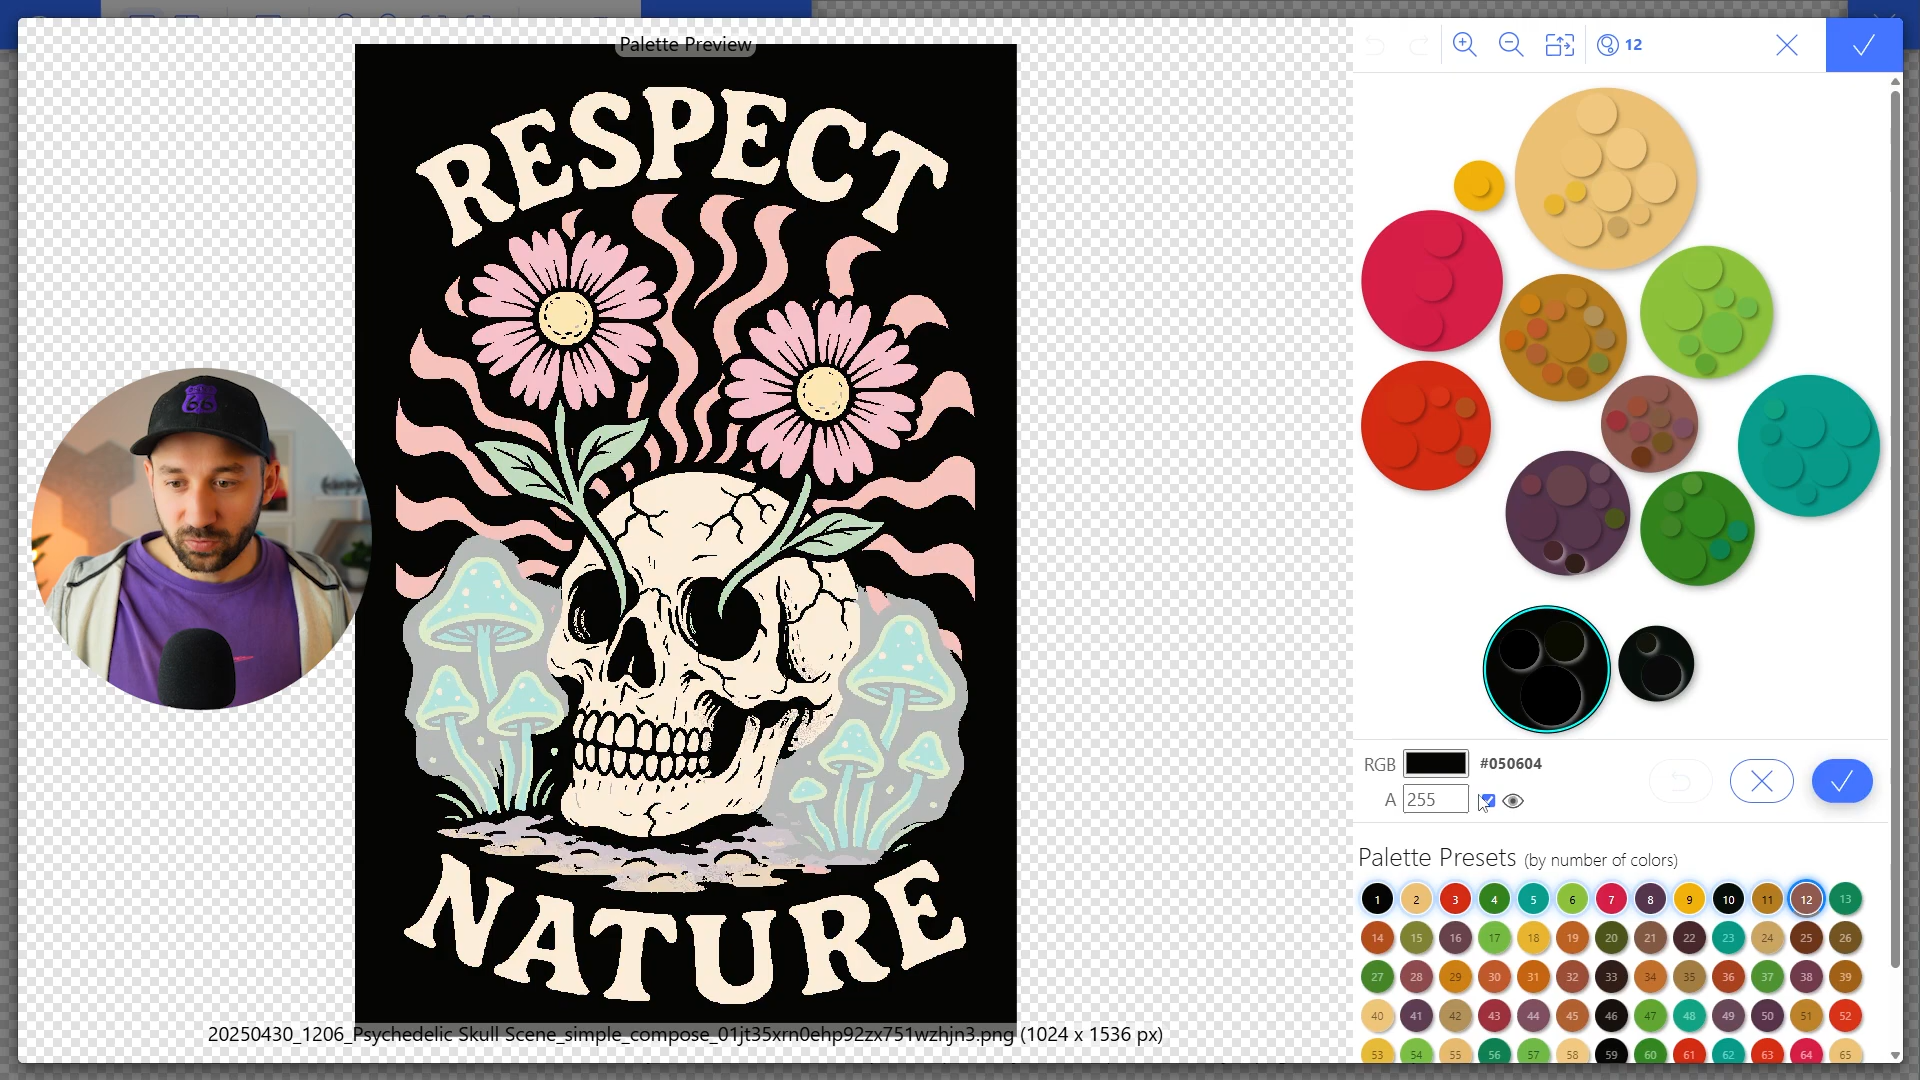 Palette Preview
12
RESPECT
NATURE
20250430_1206_Psychedelic Skull Scene_simple_compose_01jt35xrn0ehp92zx751wzhjn3.png (1024 x 1536 px)
RGB #050604
A 255
Palette Presets (by number of colors)
1 2 3 4 5 6 7 8 9 10 11 12 13
14 15 16 17 18 19 20 21 22 23 24 25 26
27 28 29 30 31 32 33 34 35 36 37 38 39
40 41 42 43 44 45 46 47 48 49 50 51 52
53 54 55 56 57 58 59 60 61 62 63 64 65